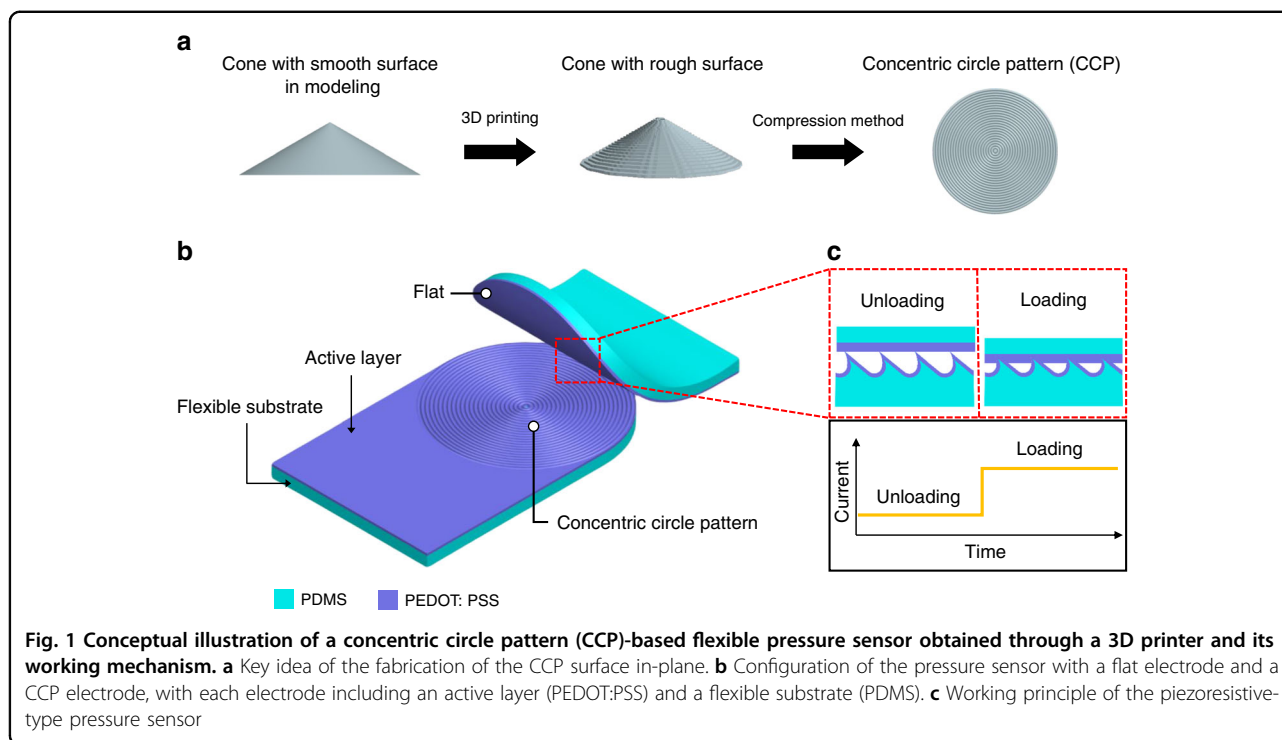 a
Cone with smooth surface
in modeling
3D printing
Cone with rough surface
Compression method
Concentric circle pattern (CCP)
b
Flat
Active layer
Flexible substrate
Concentric circle pattern
PDMS
PEDOT: PSS
c
Unloading
Loading
Current
Unloading
Loading
Time
Fig. 1 Conceptual illustration of a concentric circle pattern (CCP)-based flexible pressure sensor obtained through a 3D printer and its
working mechanism. a Key idea of the fabrication of the CCP surface in-plane. b Configuration of the pressure sensor with a flat electrode and a
CCP electrode, with each electrode including an active layer (PEDOT:PSS) and a flexible substrate (PDMS). c Working principle of the piezoresistive-
type pressure sensor